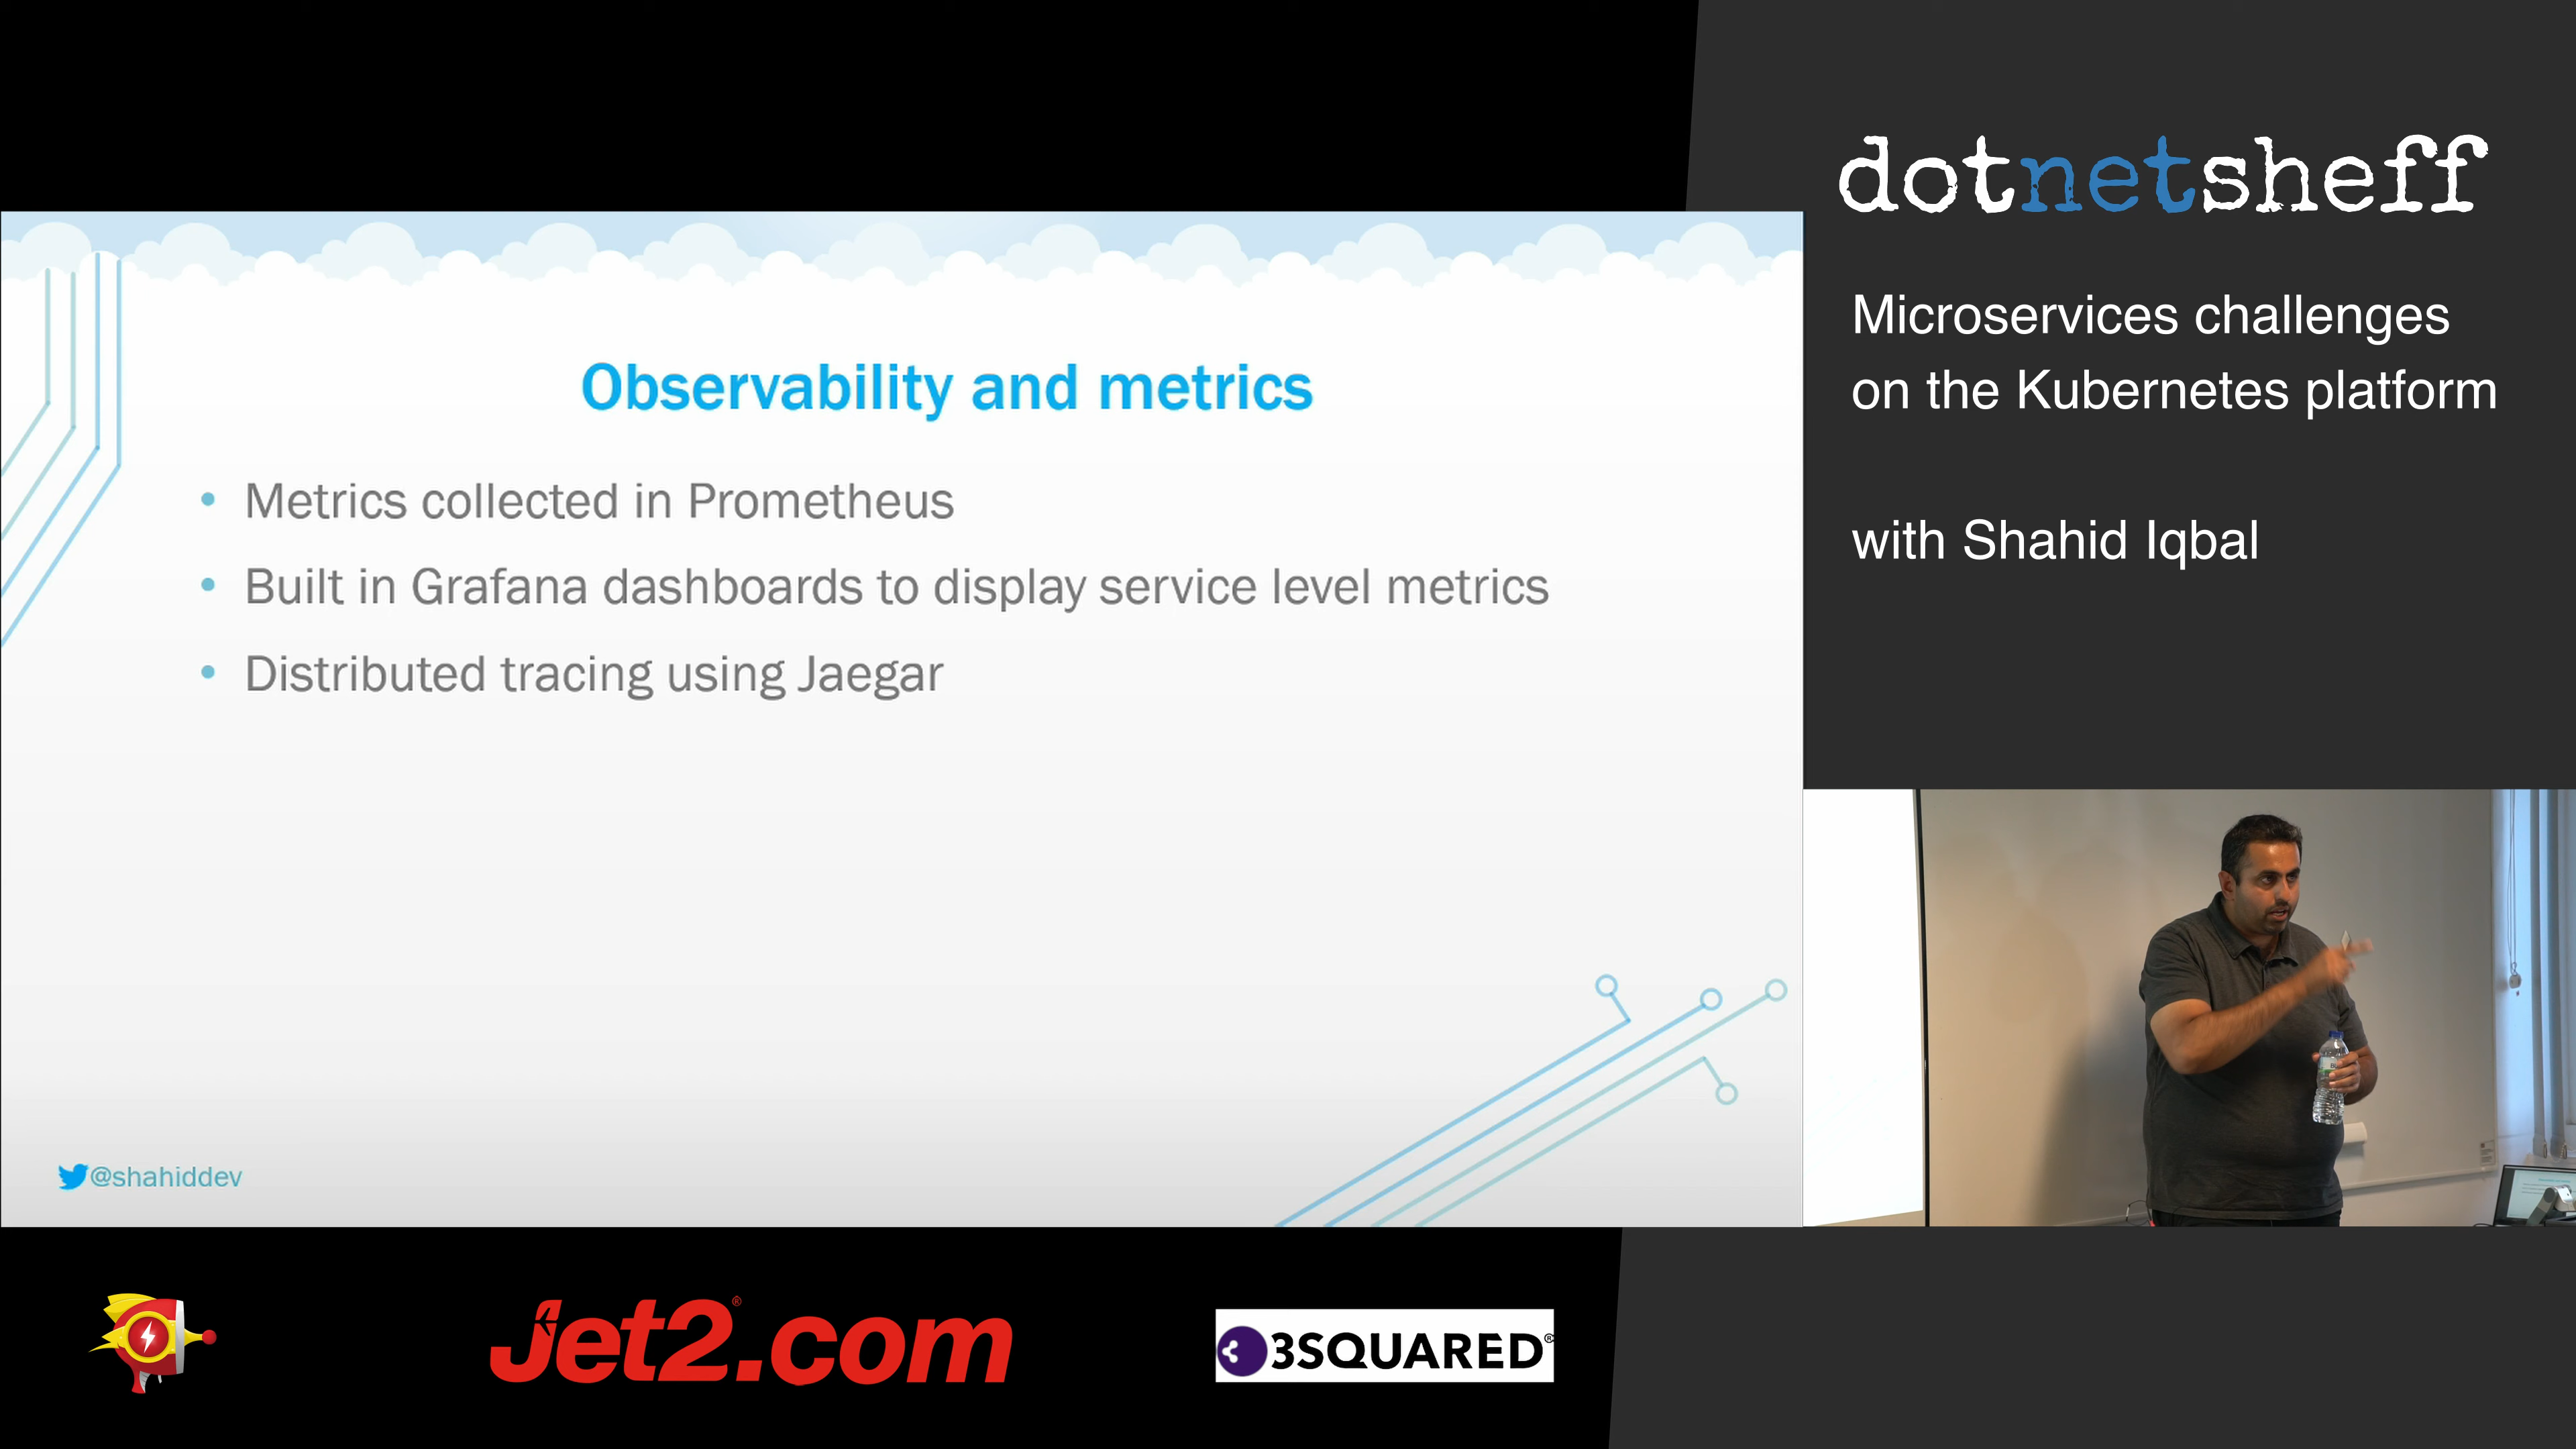 dotnetsheff
Microservices challenges
on the Kubernetes platform
with Shahid Iqbal
Observability and metrics
• Metrics collected in Prometheus
• Built in Grafana dashboards to display service level metrics
• Distributed tracing using Jaegar
@shahiddev
Jet2.com®
3SQUARED®